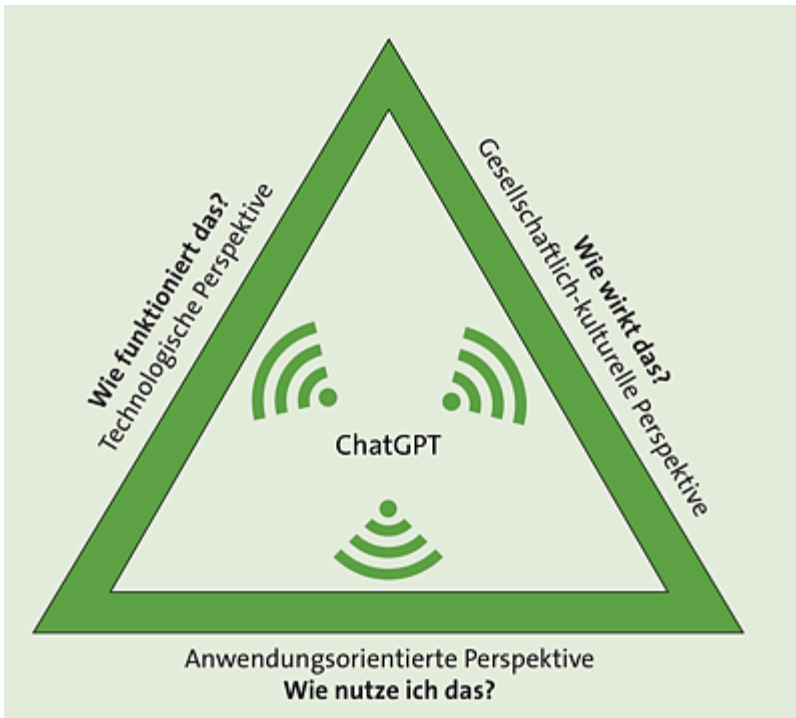 Wie funktioniert das?
Technologische Perspektive
Wie wirkt das?
Gesellschaftlich-kulturelle Perspektive
ChatGPT
Anwendungsorientierte Perspektive
Wie nutze ich das?